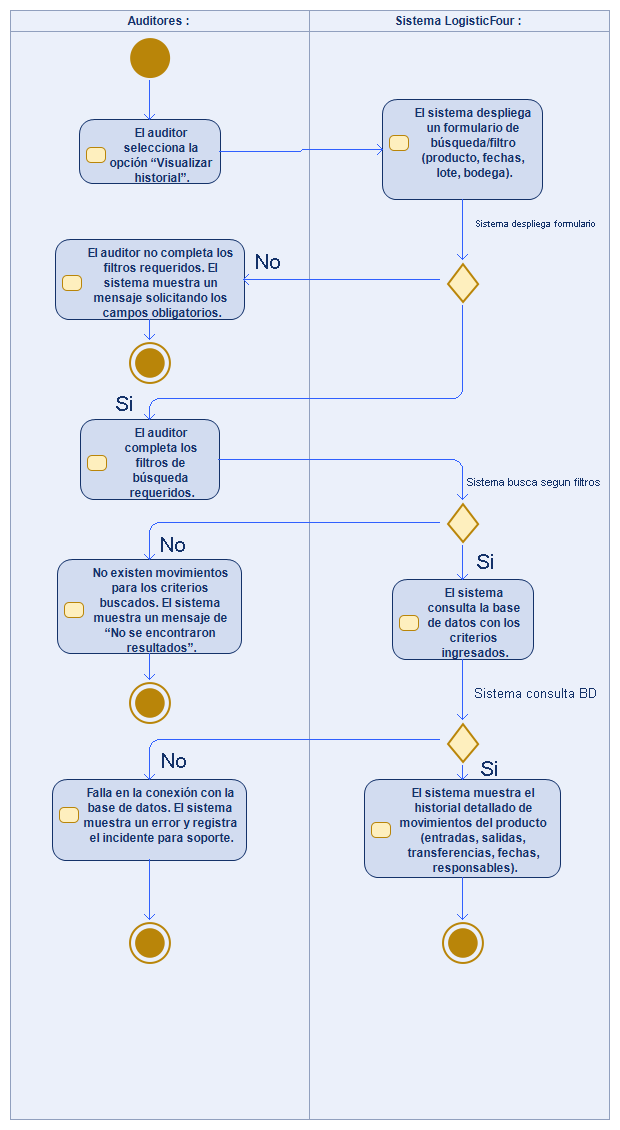 Auditores :
Sistema LogisticFour :
El auditor
selecciona la
opción “Visualizar
historial”.
El sistema despliega
un formulario de
búsqueda/filtro
(producto, fechas,
lote, bodega).
Sistema despliega formulario
El auditor no completa los
filtros requeridos. El
sistema muestra un
mensaje solicitando los
campos obligatorios.
No
Si
El auditor
completa los
filtros de
búsqueda
requeridos.
Sistema busca segun filtros
No
Si
No existen movimientos
para los criterios
buscados. El sistema
muestra un mensaje de
“No se encontraron
resultados”.
El sistema
consulta la base
de datos con los
criterios
ingresados.
Sistema consulta BD
No
Si
Falla en la conexión con la
base de datos. El sistema
muestra un error y registra
el incidente para soporte.
El sistema muestra el
historial detallado de
movimientos del producto
(entradas, salidas,
transferencias, fechas,
responsables).